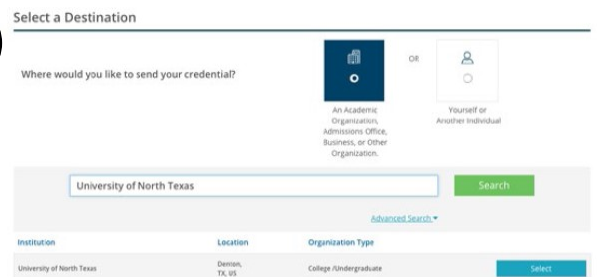 Select a Destination
Where would you like to send your credential?
OR
An Academic
Organization,
Admissions Office,
Business, or Other
Organization.
Yourself or
Another Individual
University of North Texas
Search
Advanced Search
Institution Location Organization Type
University of North Texas Denton, TX, US College /Undergraduate Select